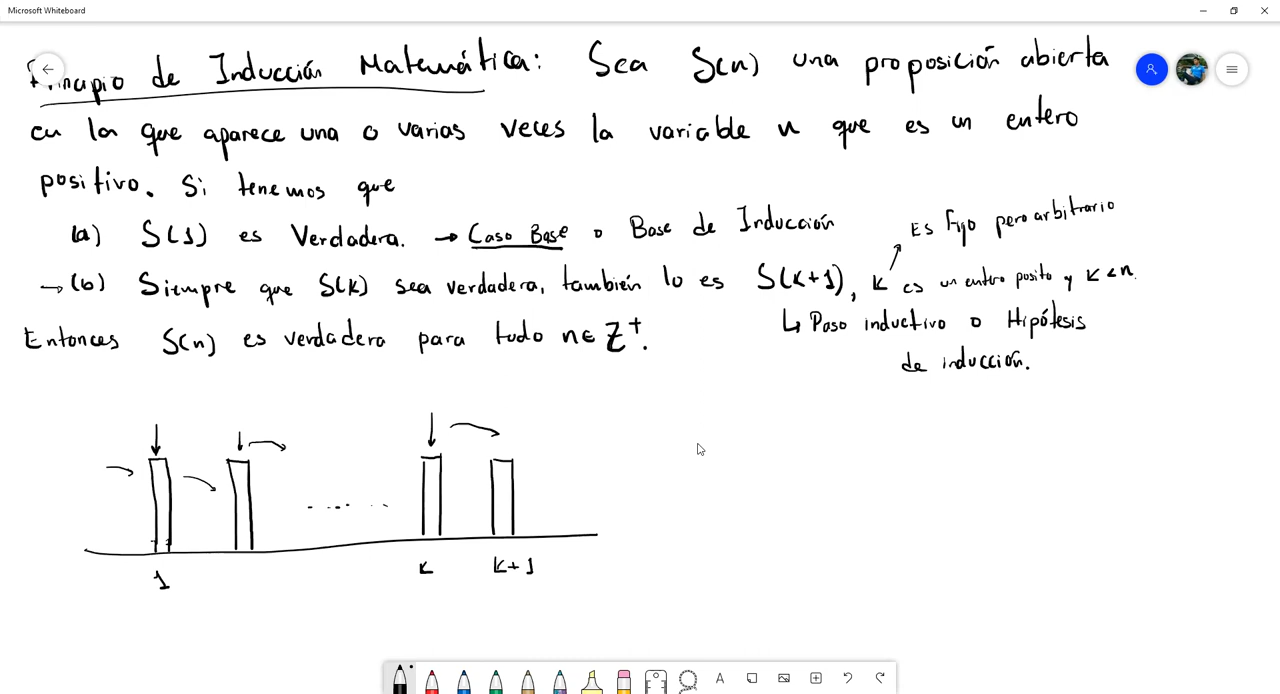 Microsoft Whiteboard
Principio de Inducción Matemática: Sea S(n) una proposición abierta
en la que aparece una o varias veces la variable n que es un entero
positivo. Si tenemos que
(a) S(1) es Verdadera. → Caso Base o Base de Inducción
Es Fijo pero arbitrario
→ (b) Siempre que S(k) sea verdadera, también lo es S(k+1), k es un entero posito y k<n.
↳ Paso inductivo o Hipótesis
de inducción.
Entonces S(n) es verdadera para todo n∈Z⁺.
1 k k+1
A